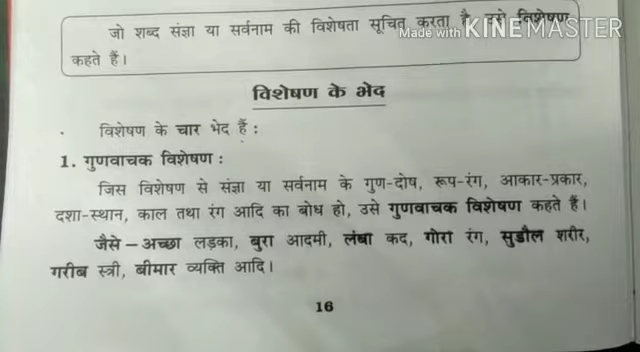 जो शब्द संज्ञा या सर्वनाम की विशेषता सूचित करता है, उसे विशेषण
Made with KINEMASTER
कहते हैं।
विशेषण के भेद
विशेषण के चार भेद हैं :
1. गुणवाचक विशेषण :
जिस विशेषण से संज्ञा या सर्वनाम के गुण-दोष, रूप-रंग, आकार-प्रकार,
दशा-स्थान, काल तथा रंग आदि का बोध हो, उसे गुणवाचक विशेषण कहते हैं।
जैसे – अच्छा लड़का, बुरा आदमी, लंबा कद, गोरा रंग, सुडौल शरीर,
गरीब स्त्री, बीमार व्यक्ति आदि।
16